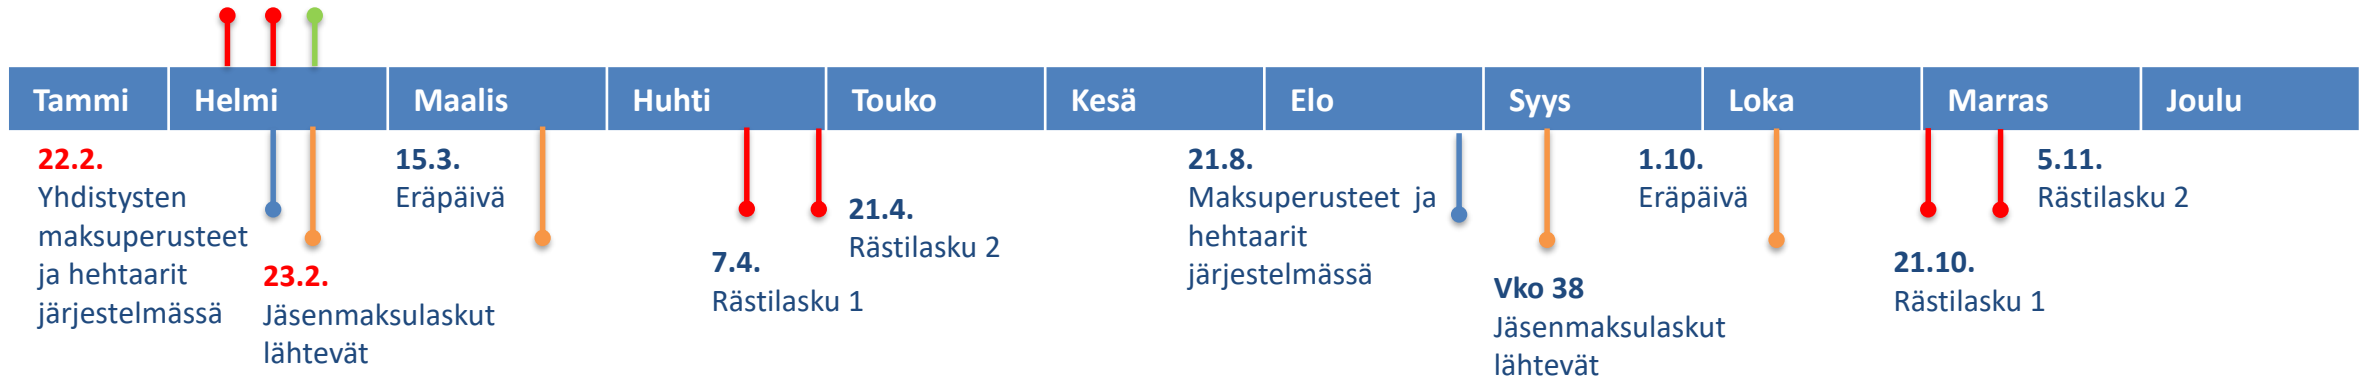 Tammi Helmi Maalis Huhti Touko Kesä Elo Syys Loka Marras Joulu
22.2.
Yhdistysten
maksuperusteet
ja hehtaarit
järjestelmässä
23.2.
Jäsenmaksulaskut
lähtevät
15.3.
Eräpäivä
7.4.
Rästilasku 1
21.4.
Rästilasku 2
21.8.
Maksuperusteet ja
hehtaarit
järjestelmässä
Vko 38
Jäsenmaksulaskut
lähtevät
1.10.
Eräpäivä
21.10.
Rästilasku 1
5.11.
Rästilasku 2